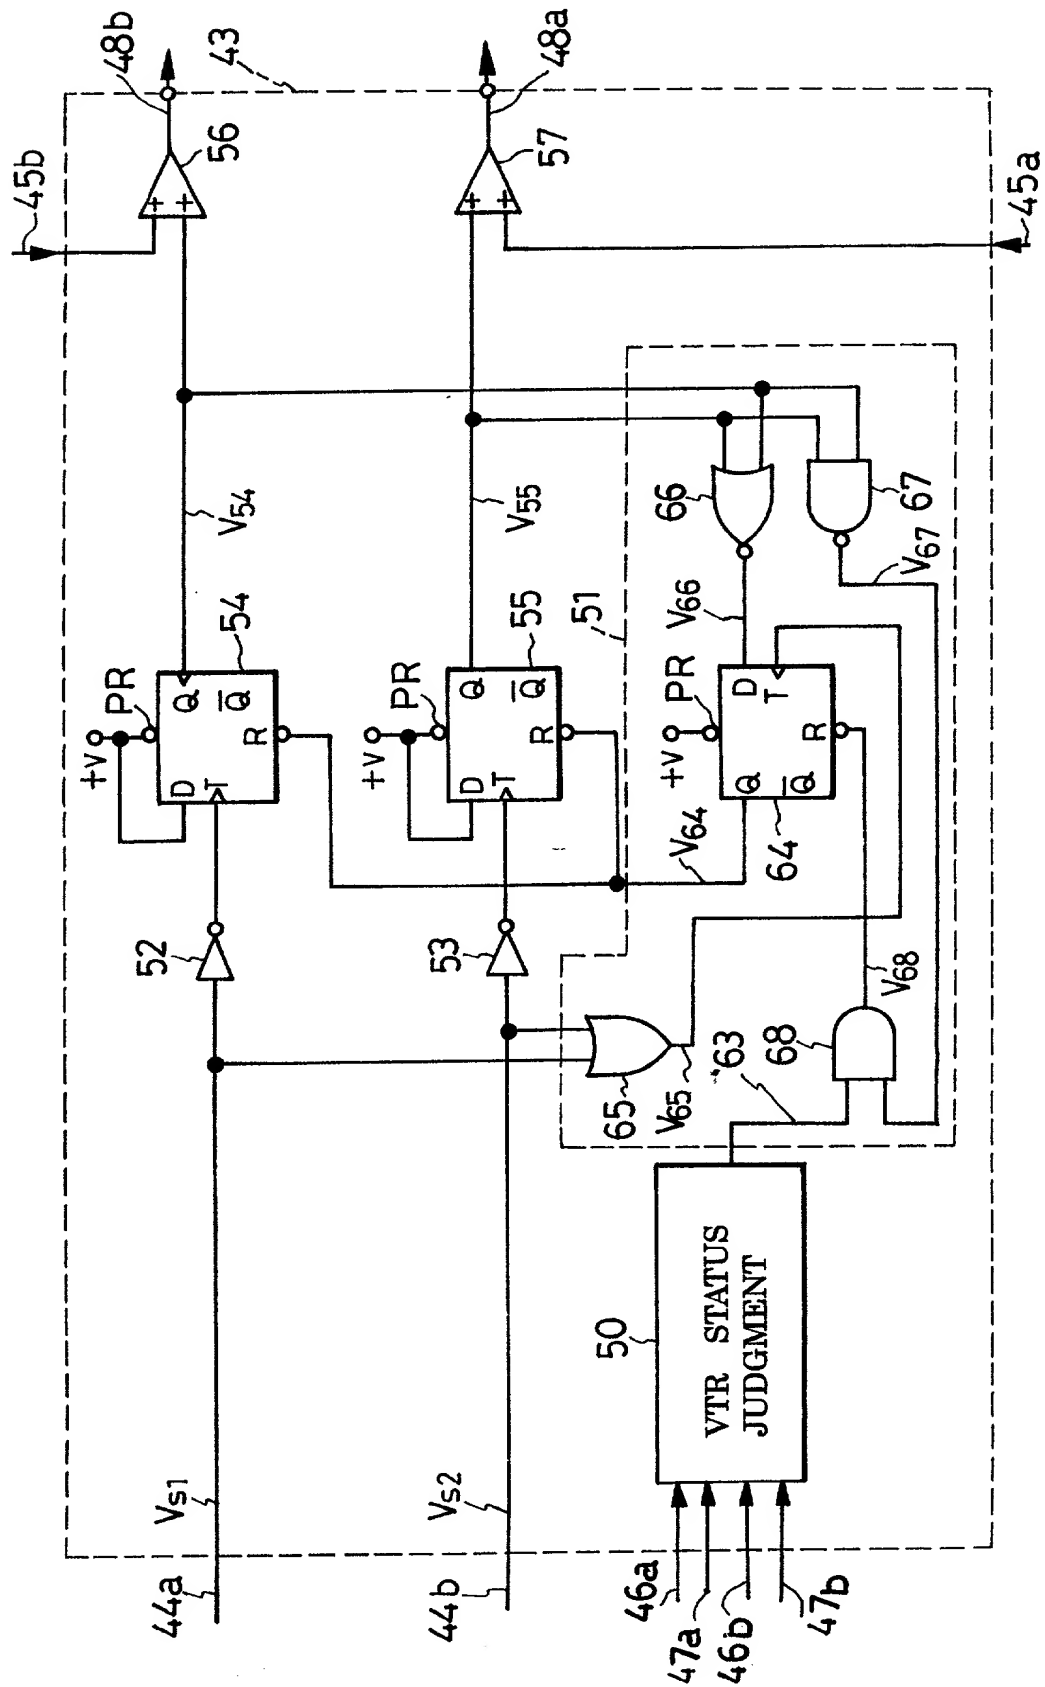 48b
43
48a
45b
56
57
45a
V54
V55
66
67
V67
51
V66
54
55
+V
PR
Q
Q̅
D
T
R
+V
PR
Q
Q̅
D
T
R
+V
PR
D
T
Q
Q̅
R
64
V64
52
53
V68
65
V65
63
68
50
VTR STATUS
JUDGMENT
Vs1
Vs2
44a
44b
46a
47a
46b
47b
+
+
+
+